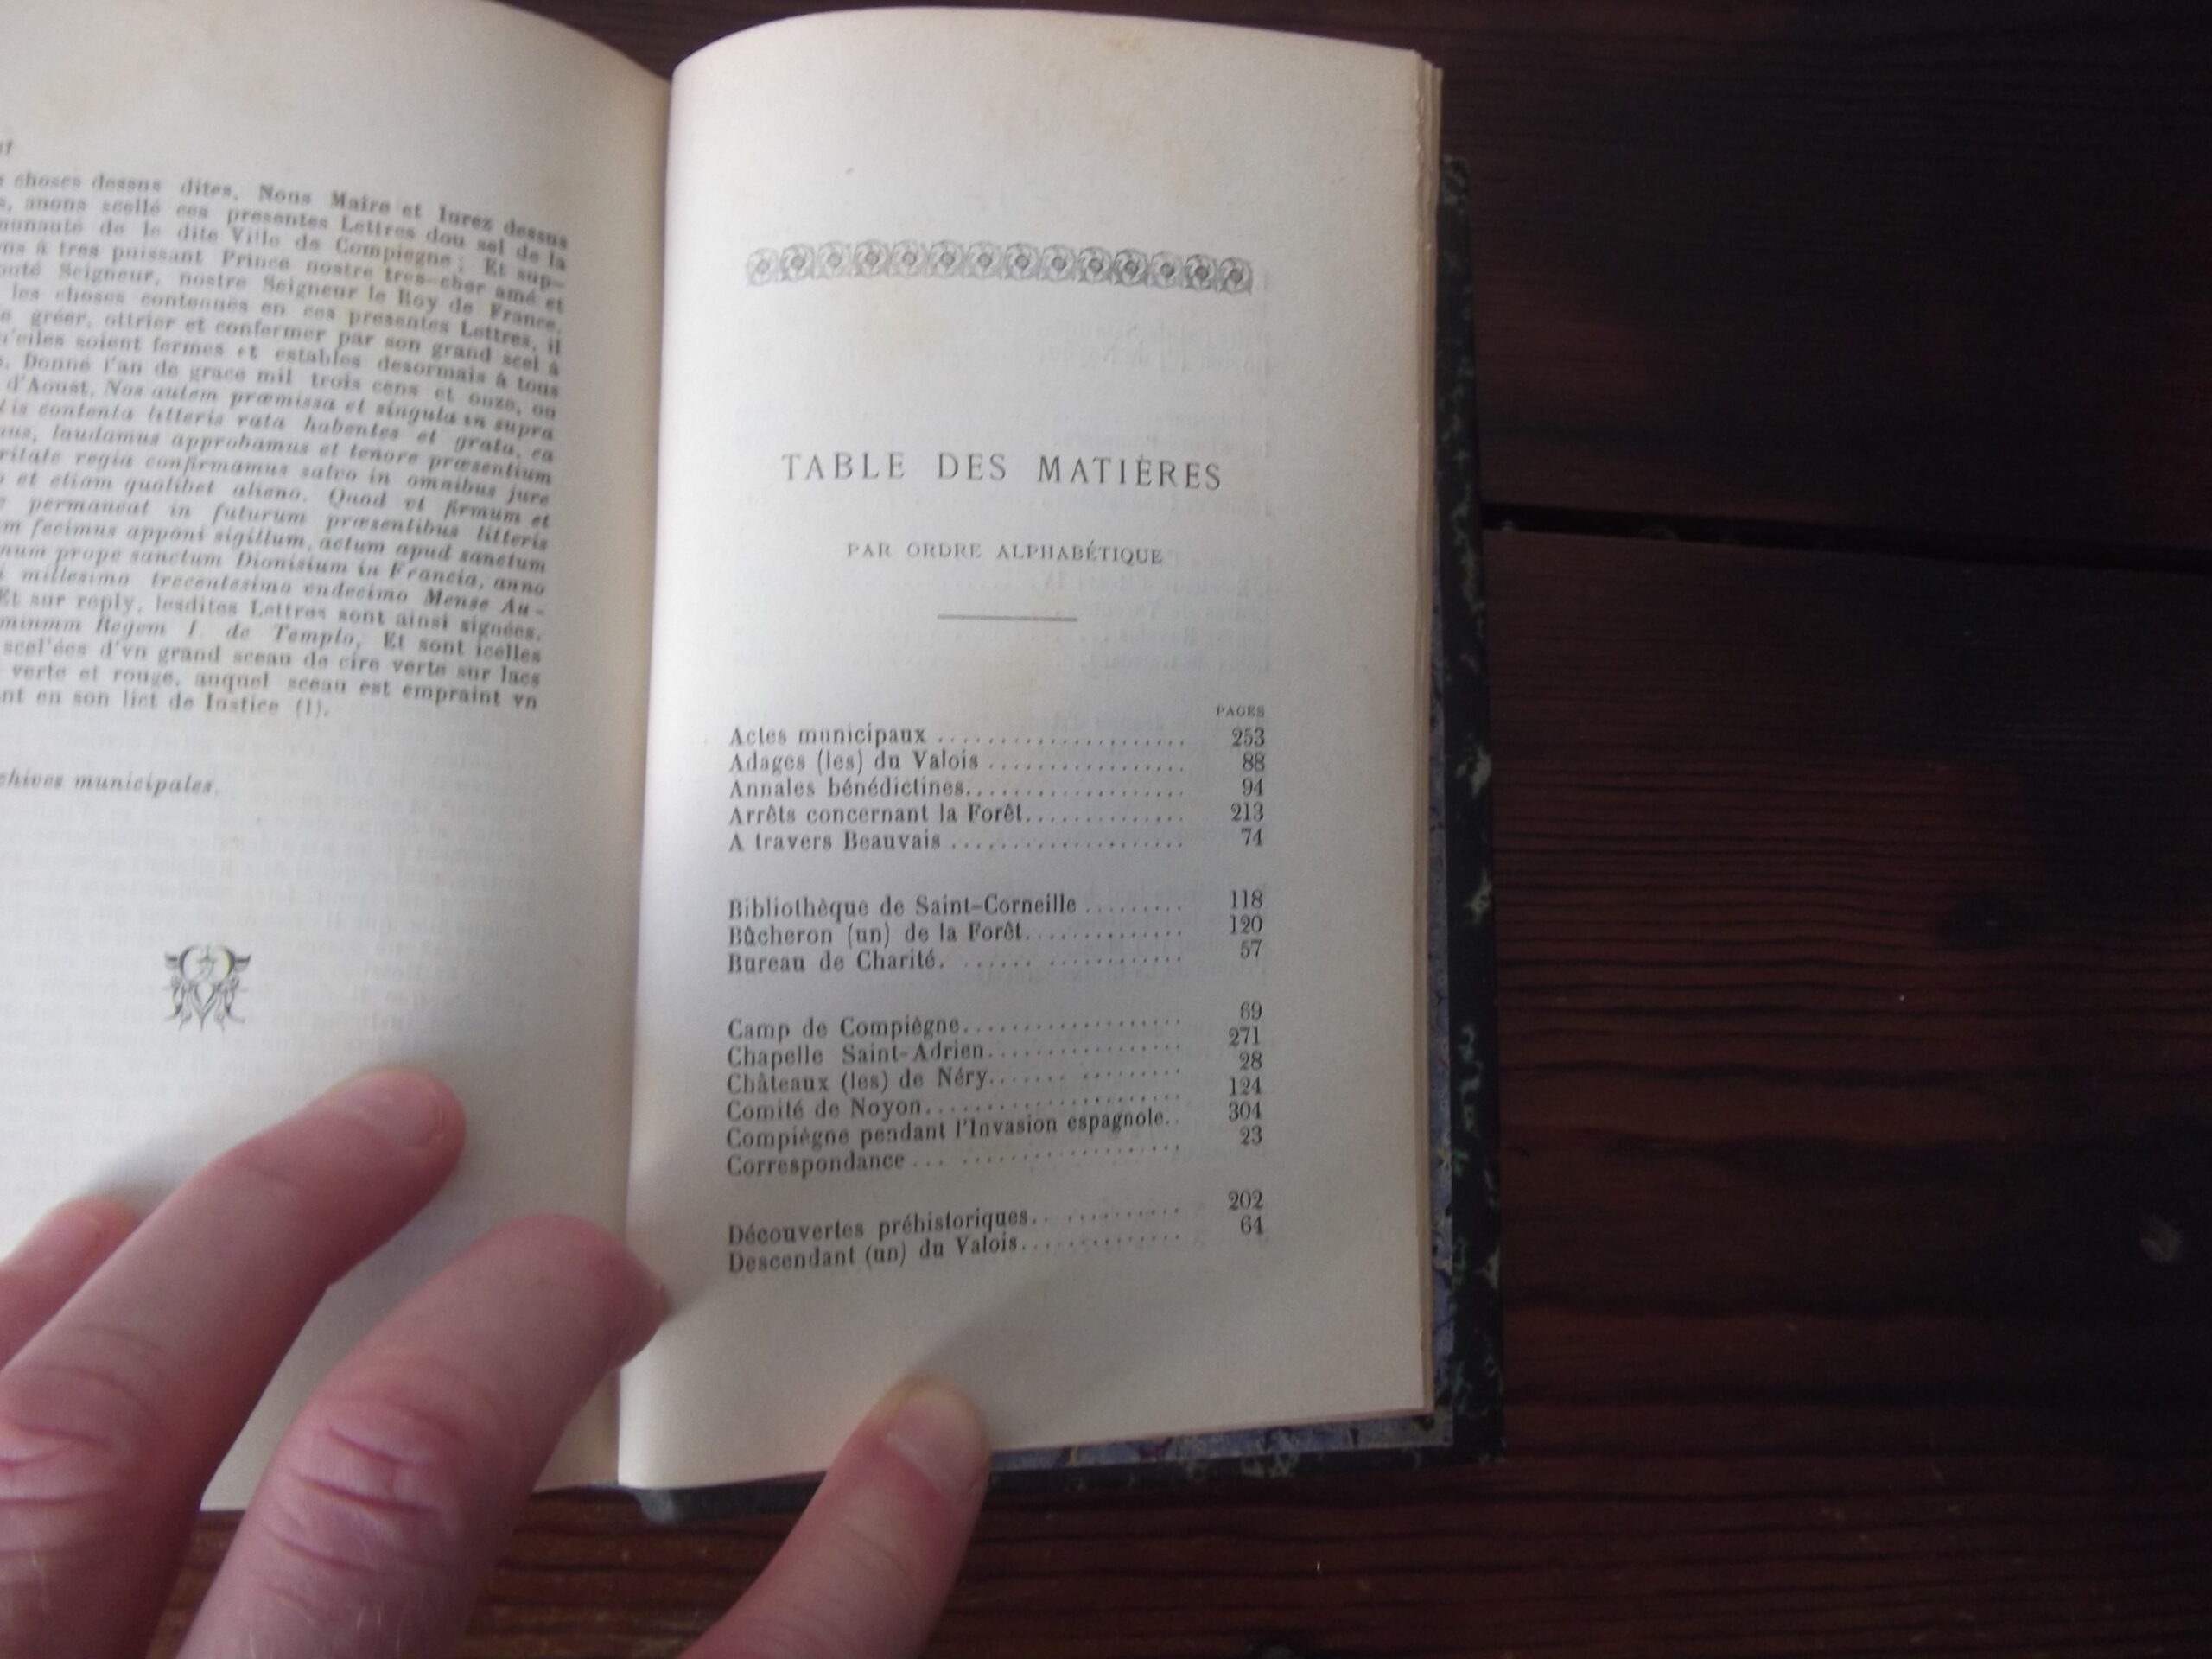 choses dessus dites, Nous Maire et Iurez dessus
anons scellé ces presentes Lettres dou sel de la
de le dite Ville de Compiegne; Et sup-
à tres puissant Prince nostre tres-cher amé et
Seigneur, nostre Seigneur le Roy de France,
les choses contenues en ces presentes Lettres, il
gréer, ottrier et confermer par son grand scel à
soient fermes et estables desormais à tous
Donné l'an de grace mil trois cens et onze, ou
d'Aoust. Nos autem præmissa et singula in supra
contenta litteris rata habentes et grata, ea
laudamus approbamus et tenore præsentium
regia confirmamus salvo in omnibus jure
et etiam quolibet alieno. Quod vt firmum et
permaneat in futurum præsentibus litteris
fecimus apponi sigillum, actum apud sanctum
prope sanctum Dionisium in Francia, anno
millesimo trecentesimo vndecimo Mense Au-
Et sur reply, lesdites Lettres sont ainsi signées.
Regem I. de Templo, Et sont icelles
d'vn grand sceau de cire verte sur lacs
verte et rouge, auquel sceau est empraint vn
en son lict de Iustice (1).
municipales.
TABLE DES MATIÈRES
PAR ORDRE ALPHABÉTIQUE
PAGES
Actes municipaux ...................... 253
Adages (les) du Valois ................. 88
Annales bénédictines.................... 94
Arrêts concernant la Forêt.............. 213
A travers Beauvais .................... 74
Bibliothèque de Saint-Corneille ......... 118
Bûcheron (un) de la Forêt.............. 120
Bureau de Charité. ...... ............ 57
Camp de Compiègne................... 69
Chapelle Saint-Adrien................. 271
Châteaux (les) de Néry....... ......... 28
Comité de Noyon...................... 124
Compiègne pendant l'Invasion espagnole.. 304
Correspondance ... ................... 23
Découvertes préhistoriques.. .......... 202
Descendant (un) du Valois............... 64